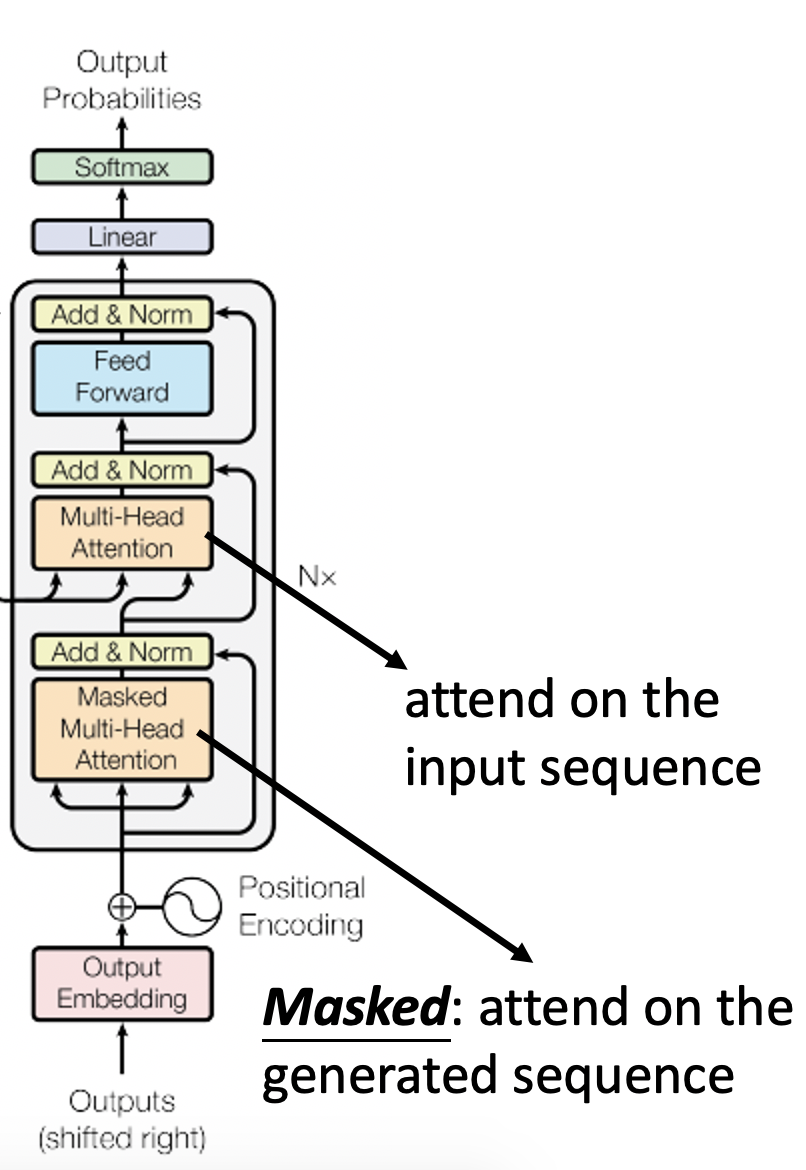 Output
Probabilities
Softmax
Linear
Add & Norm
Feed
Forward
Add & Norm
Multi-Head
Attention
N×
Add & Norm
attend on the
input sequence
Masked
Multi-Head
Attention
Positional
Encoding
Output
Embedding
Masked: attend on the
generated sequence
Outputs
(shifted right)